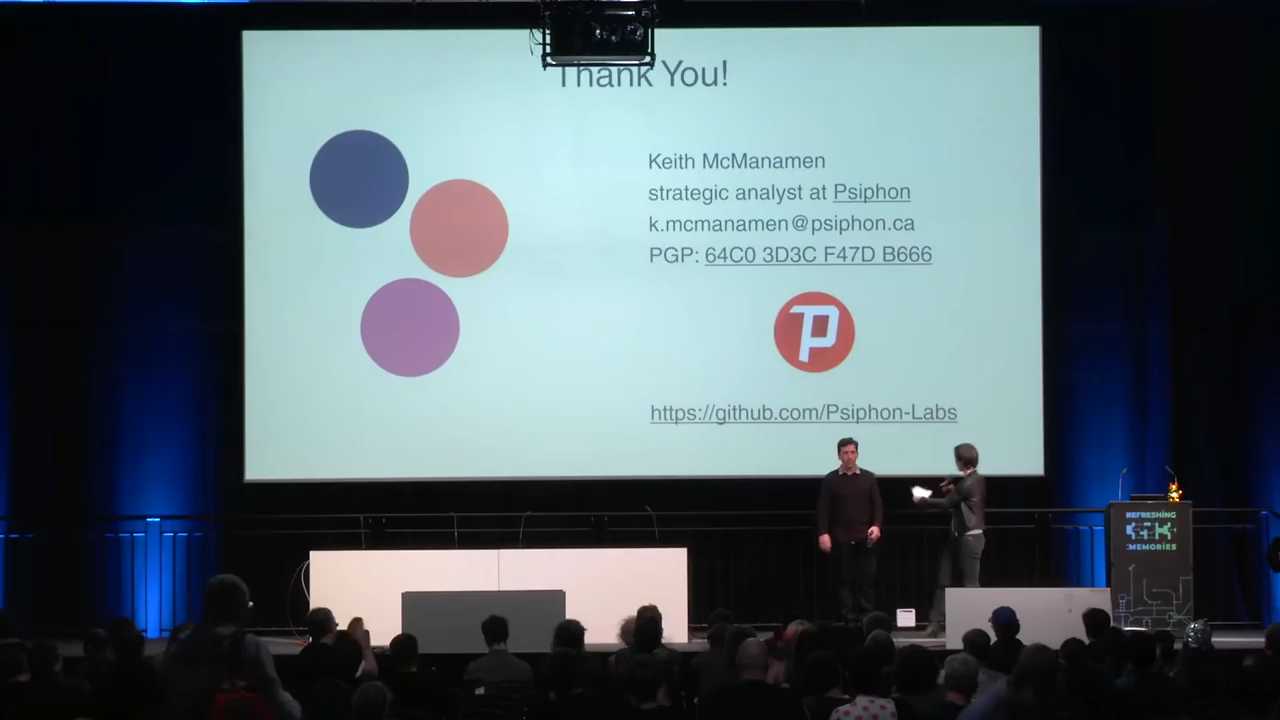 Thank You!
Keith McManamen
strategic analyst at Psiphon
k.mcmanamen@psiphon.ca
PGP: 64C0 3D3C F47D B666
P
https://github.com/Psiphon-Labs
REFRESHING
35C3
MEMORIES